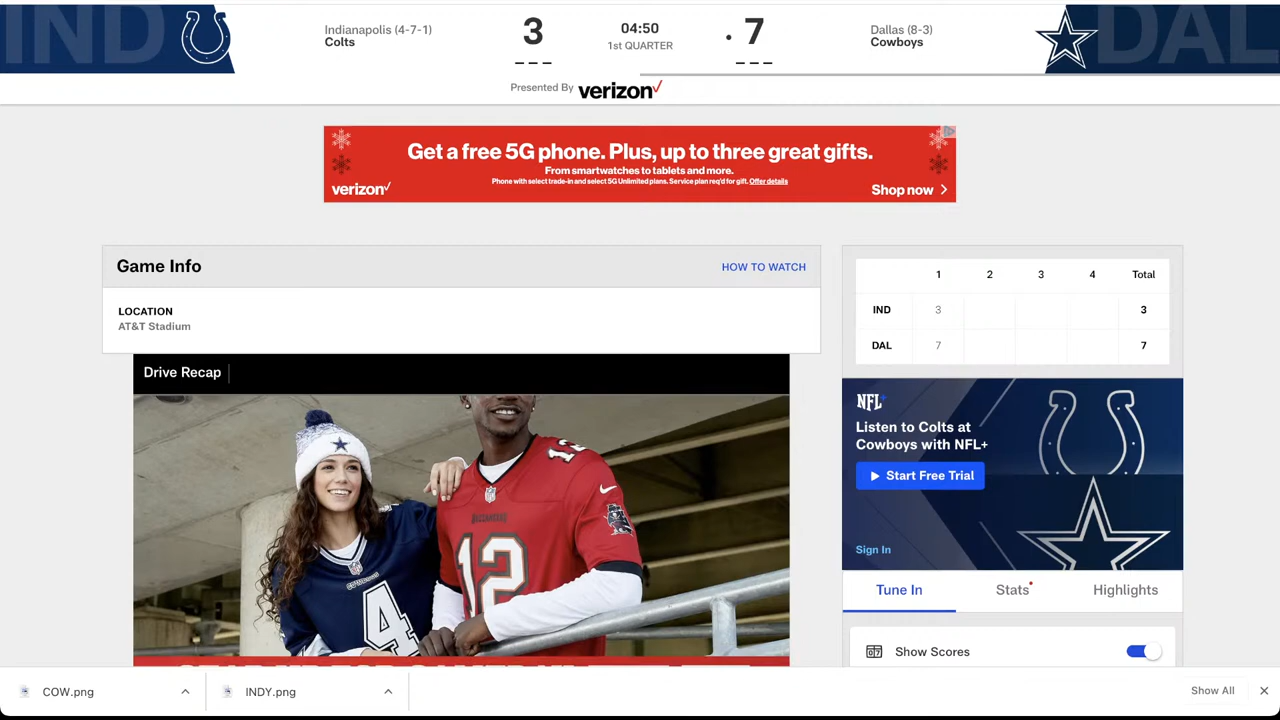 IND
Indianapolis (4-7-1)
Colts
3
04:50
1st QUARTER
7
Dallas (8-3)
Cowboys
DAL
Presented By verizon
Get a free 5G phone. Plus, up to three great gifts.
From smartwatches to tablets and more.
Phone with select trade-in and select 5G Unlimited plans. Service plan req'd for gift. Offer details
verizon
Shop now
Game Info
HOW TO WATCH
LOCATION
AT&T Stadium
Drive Recap
BUCCANEERS
12
12
COWBOYS
4
1 2 3 4 Total
IND 3 3
DAL 7 7
NFL+
Listen to Colts at
Cowboys with NFL+
Start Free Trial
Sign In
Tune In
Stats
Highlights
Show Scores
COW.png
INDY.png
Show All